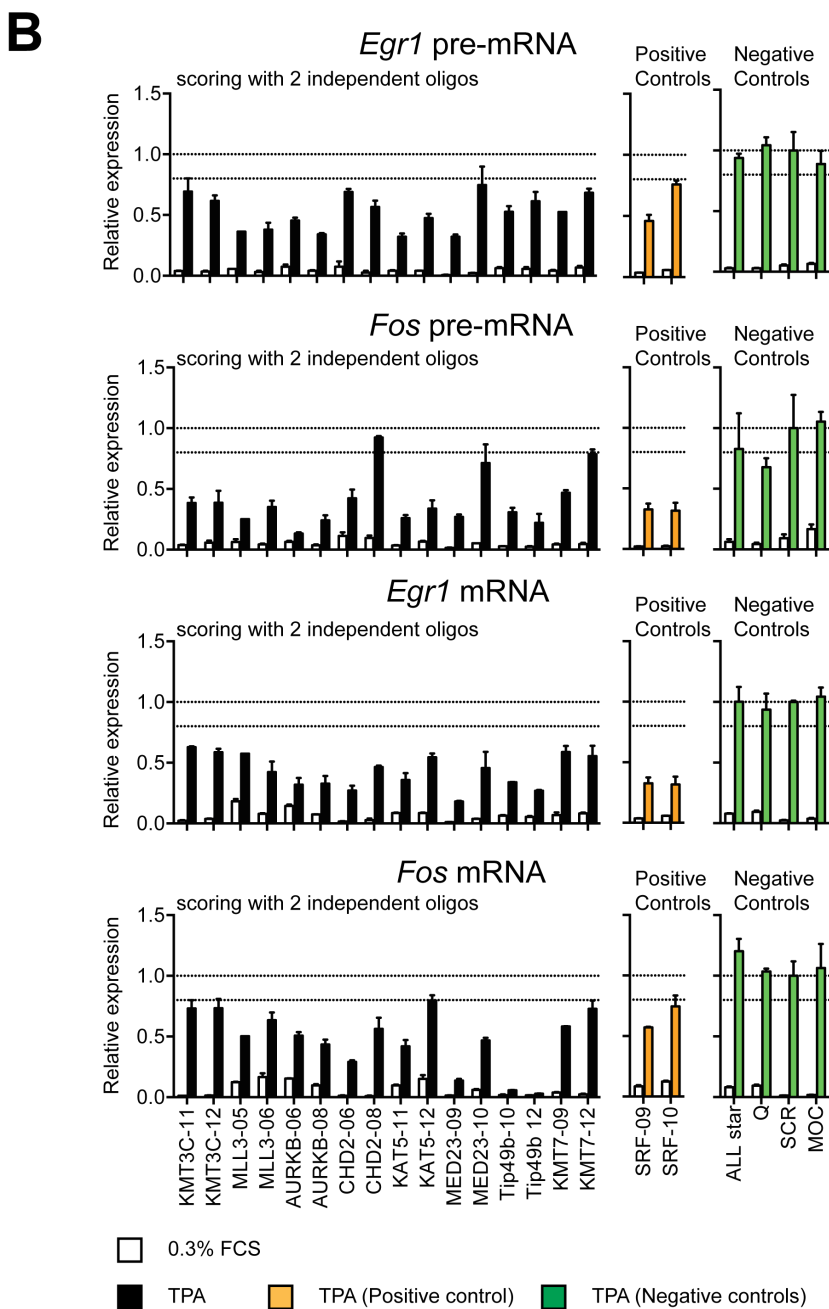 B
Egr1 pre-mRNA
scoring with 2 independent oligos
Positive Controls
Negative Controls
Relative expression
1.5
1.0
0.5
0.0
Fos pre-mRNA
scoring with 2 independent oligos
Positive Controls
Negative Controls
Relative expression
1.5
1.0
0.5
0.0
Egr1 mRNA
scoring with 2 independent oligos
Positive Controls
Negative Controls
Relative expression
1.5
1.0
0.5
0.0
Fos mRNA
scoring with 2 independent oligos
Positive Controls
Negative Controls
Relative expression
1.5
1.0
0.5
0.0
KMT3C-11
KMT3C-12
MLL3-05
MLL3-06
AURKB-06
AURKB-08
CHD2-06
CHD2-08
KAT5-11
KAT5-12
MED23-09
MED23-10
Tip49b-10
Tip49b 12
KMT7-09
KMT7-12
SRF-09
SRF-10
ALL star
Q
SCR
MOC
0.3% FCS
TPA
TPA (Positive control)
TPA (Negative controls)